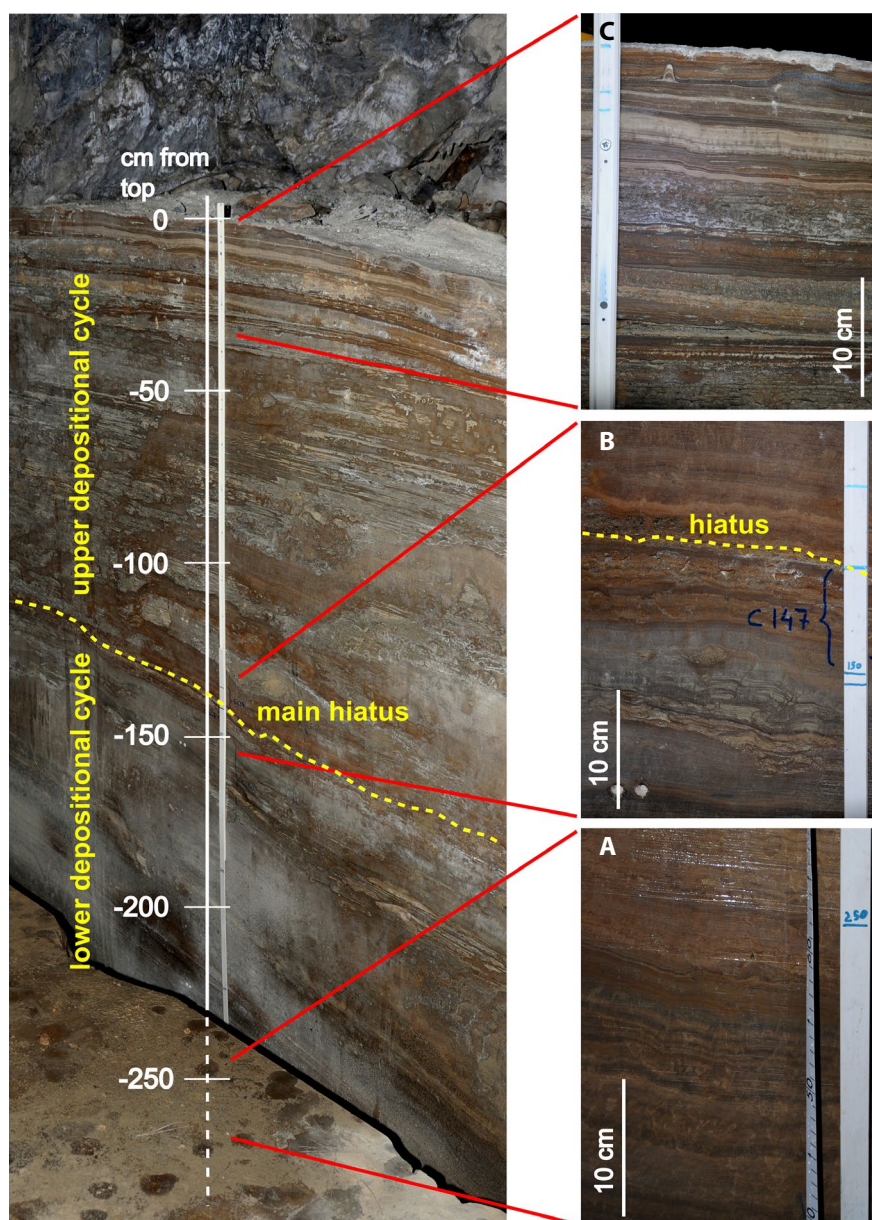 cm from
top
0
-50
-100
-150
-200
-250
upper depositional cycle
lower depositional cycle
main hiatus
C
10 cm
B
hiatus
C 147
150
10 cm
A
250
10 cm